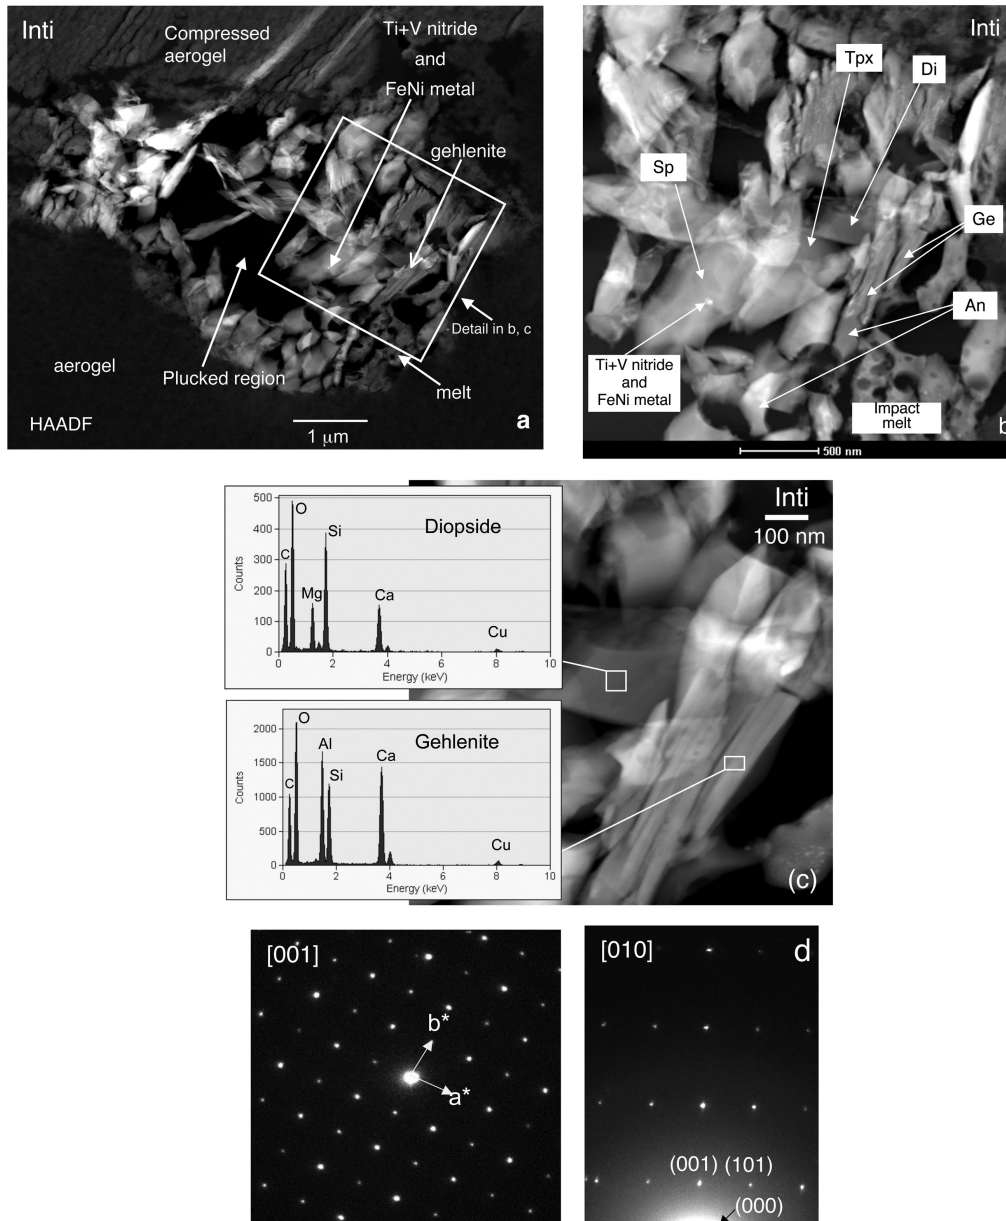 Inti
Compressed
aerogel
Ti+V nitride
and
FeNi metal
gehlenite
Detail in b, c
aerogel
Plucked region
melt
HAADF
1 μm
a
Inti
Tpx
Di
Sp
Ge
An
Ti+V nitride
and
FeNi metal
Impact
melt
b
500 nm
Diopside
500
400
300
200
100
0
Counts
C
O
Mg
Si
Ca
Cu
0 2 4 6 8 10
Energy (keV)
Inti
100 nm
Gehlenite
2000
1500
1000
500
0
Counts
C
O
Al
Si
Ca
Cu
0 2 4 6 8 10
Energy (keV)
(c)
[001]
b*
a*
[010]
d
(001) (101)
(000)